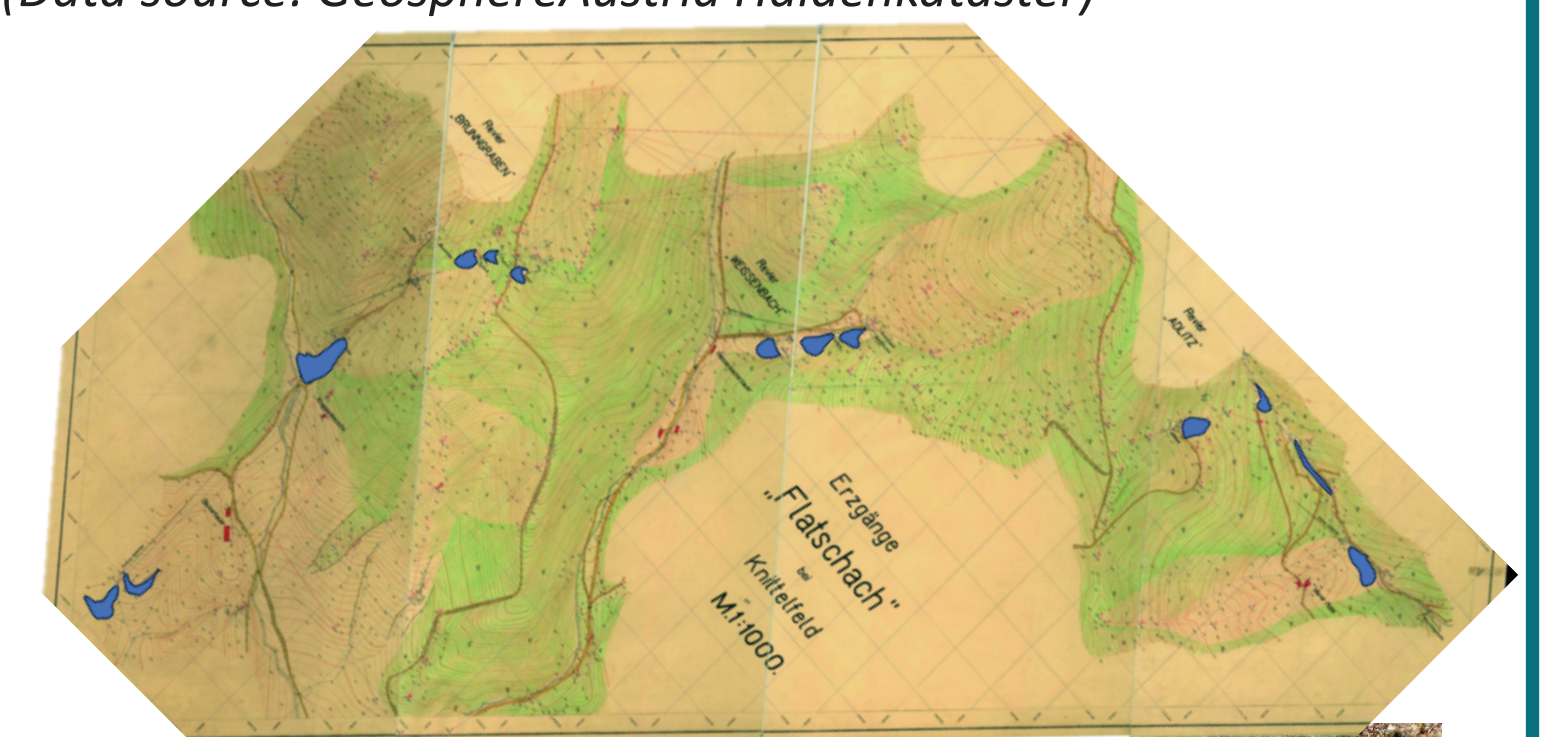 (Data source: GeosphereAustria Haldenkataster)
Revier
„BRUNNGRABEN"
Revier
„WEISSENBACH"
Revier
„ADLITZ"
Erzgänge
„Flatschach"
bei
Knittelfeld
M.1:1000.